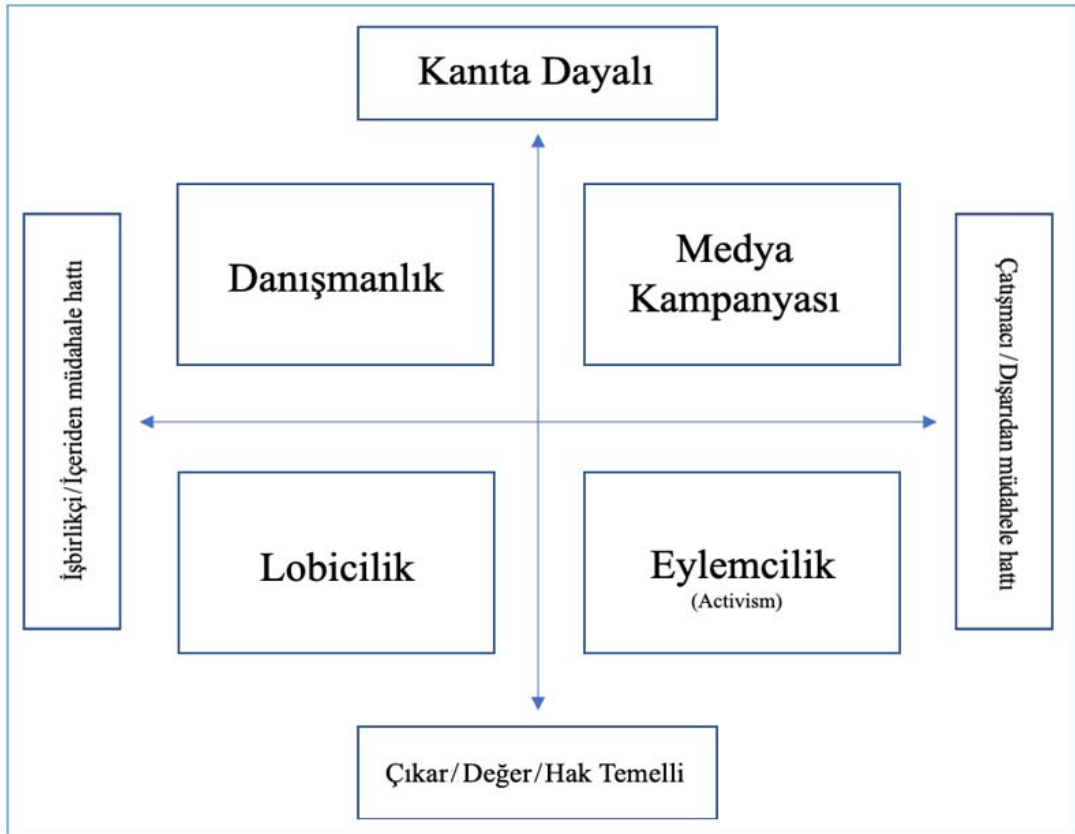 Kanıta Dayalı
Danışmanlık
Medya
Kampanyası
İşbirlikçi/İçeriden müdahale hattı
Çatışmacı/Dışarıdan müdahele hattı
Lobicilik
Eylemcilik
(Activism)
Çıkar/Değer/Hak Temelli